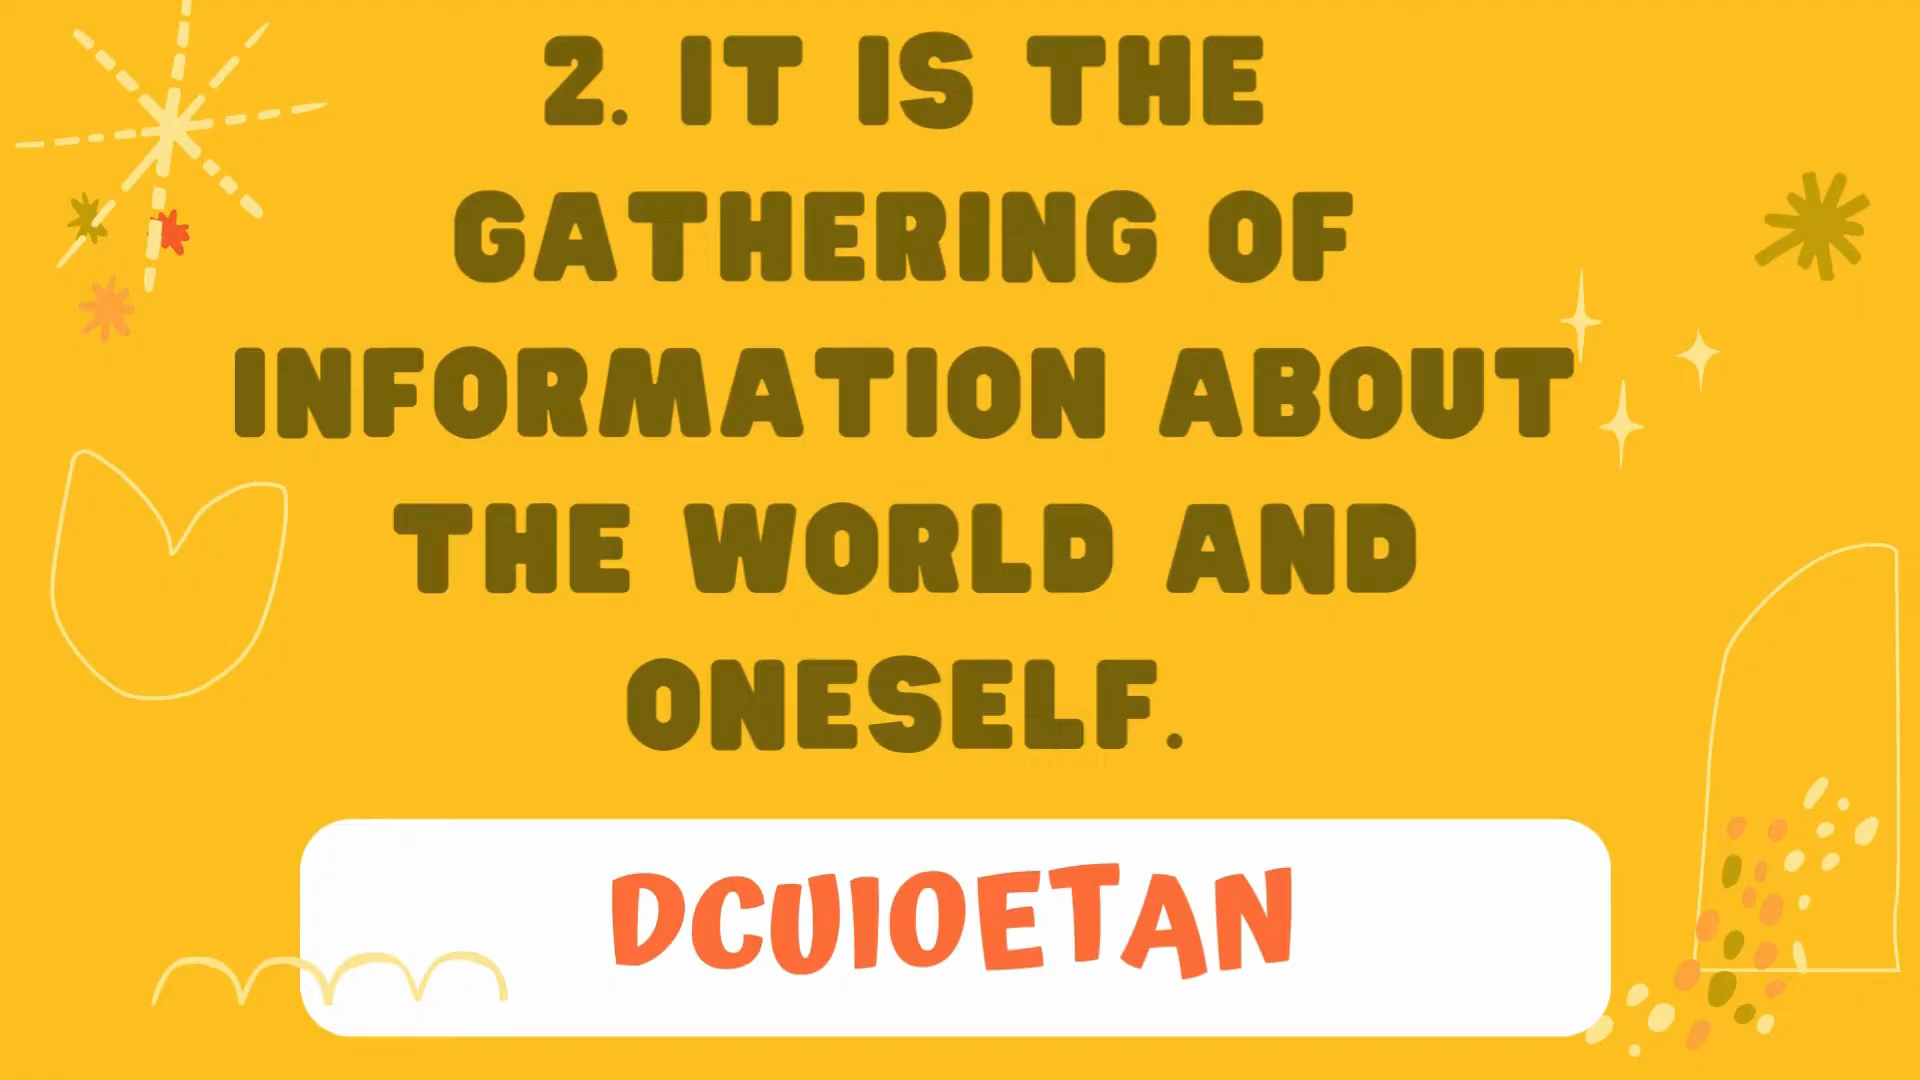 2. IT IS THE
GATHERING OF
INFORMATION ABOUT
THE WORLD AND
ONESELF.
DCUIOETAN